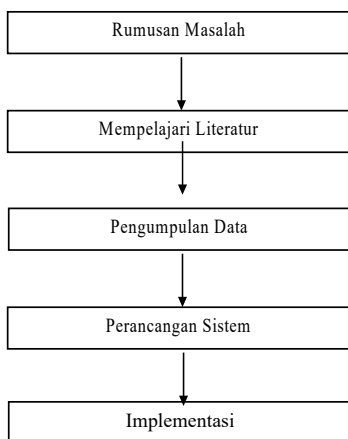 Rumusan Masalah
Mempelajari Literatur
Pengumpulan Data
Perancangan Sistem
Implementasi